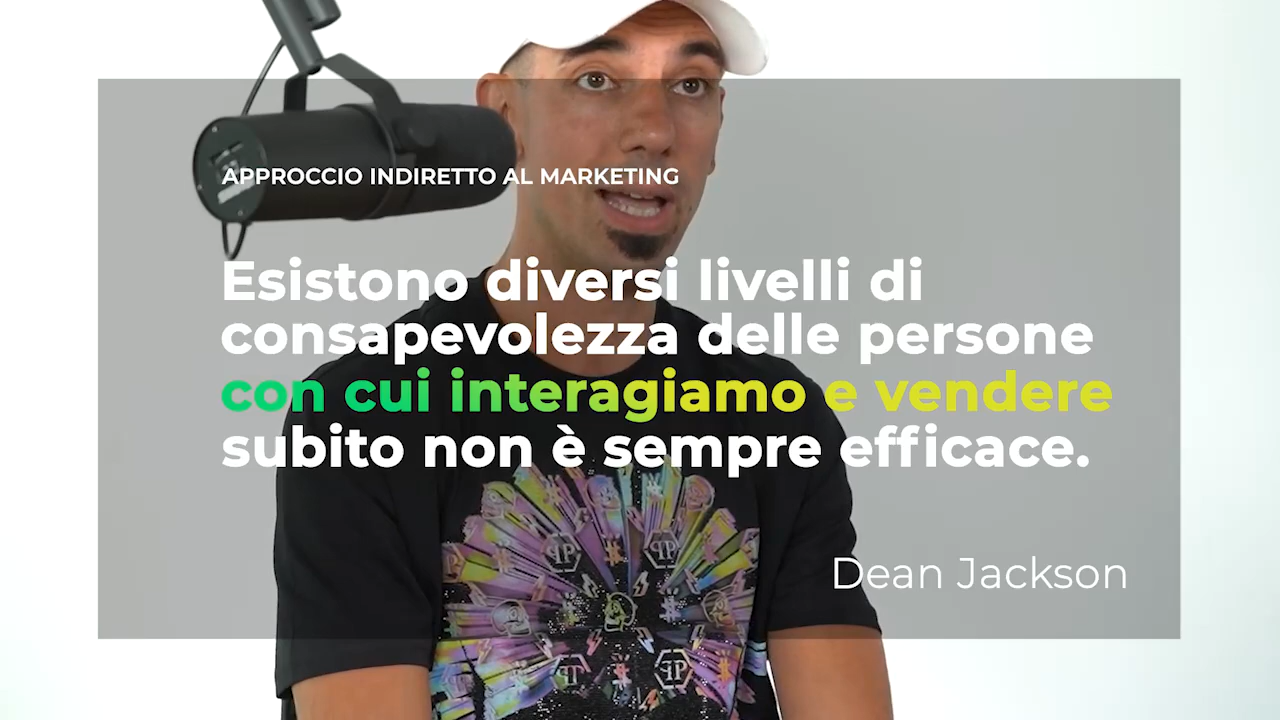 APPROCCIO INDIRETTO AL MARKETING
Esistono diversi livelli di
consapevolezza delle persone
con cui interagiamo e vendere
subito non è sempre efficace.
Dean Jackson